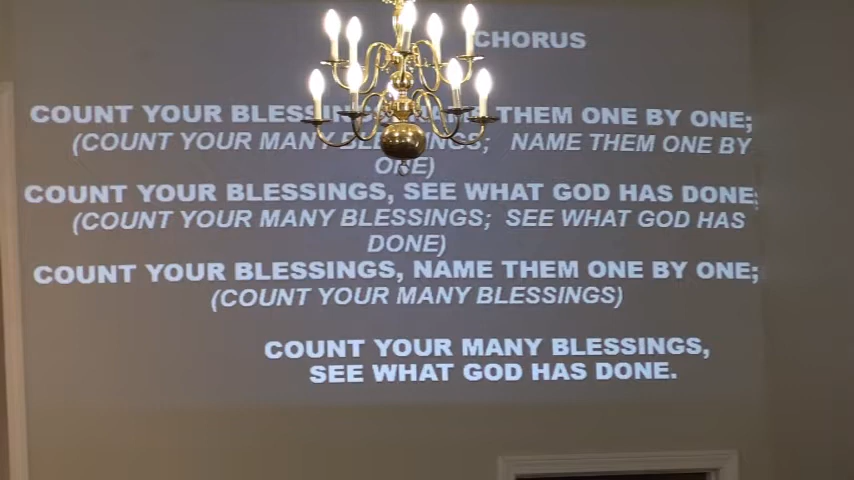 CHORUS
COUNT YOUR BLESSINGS, NAME THEM ONE BY ONE;
(COUNT YOUR MANY BLESSINGS; NAME THEM ONE BY
ONE)
COUNT YOUR BLESSINGS, SEE WHAT GOD HAS DONE;
(COUNT YOUR MANY BLESSINGS; SEE WHAT GOD HAS
DONE)
COUNT YOUR BLESSINGS, NAME THEM ONE BY ONE;
(COUNT YOUR MANY BLESSINGS)
COUNT YOUR MANY BLESSINGS,
SEE WHAT GOD HAS DONE.